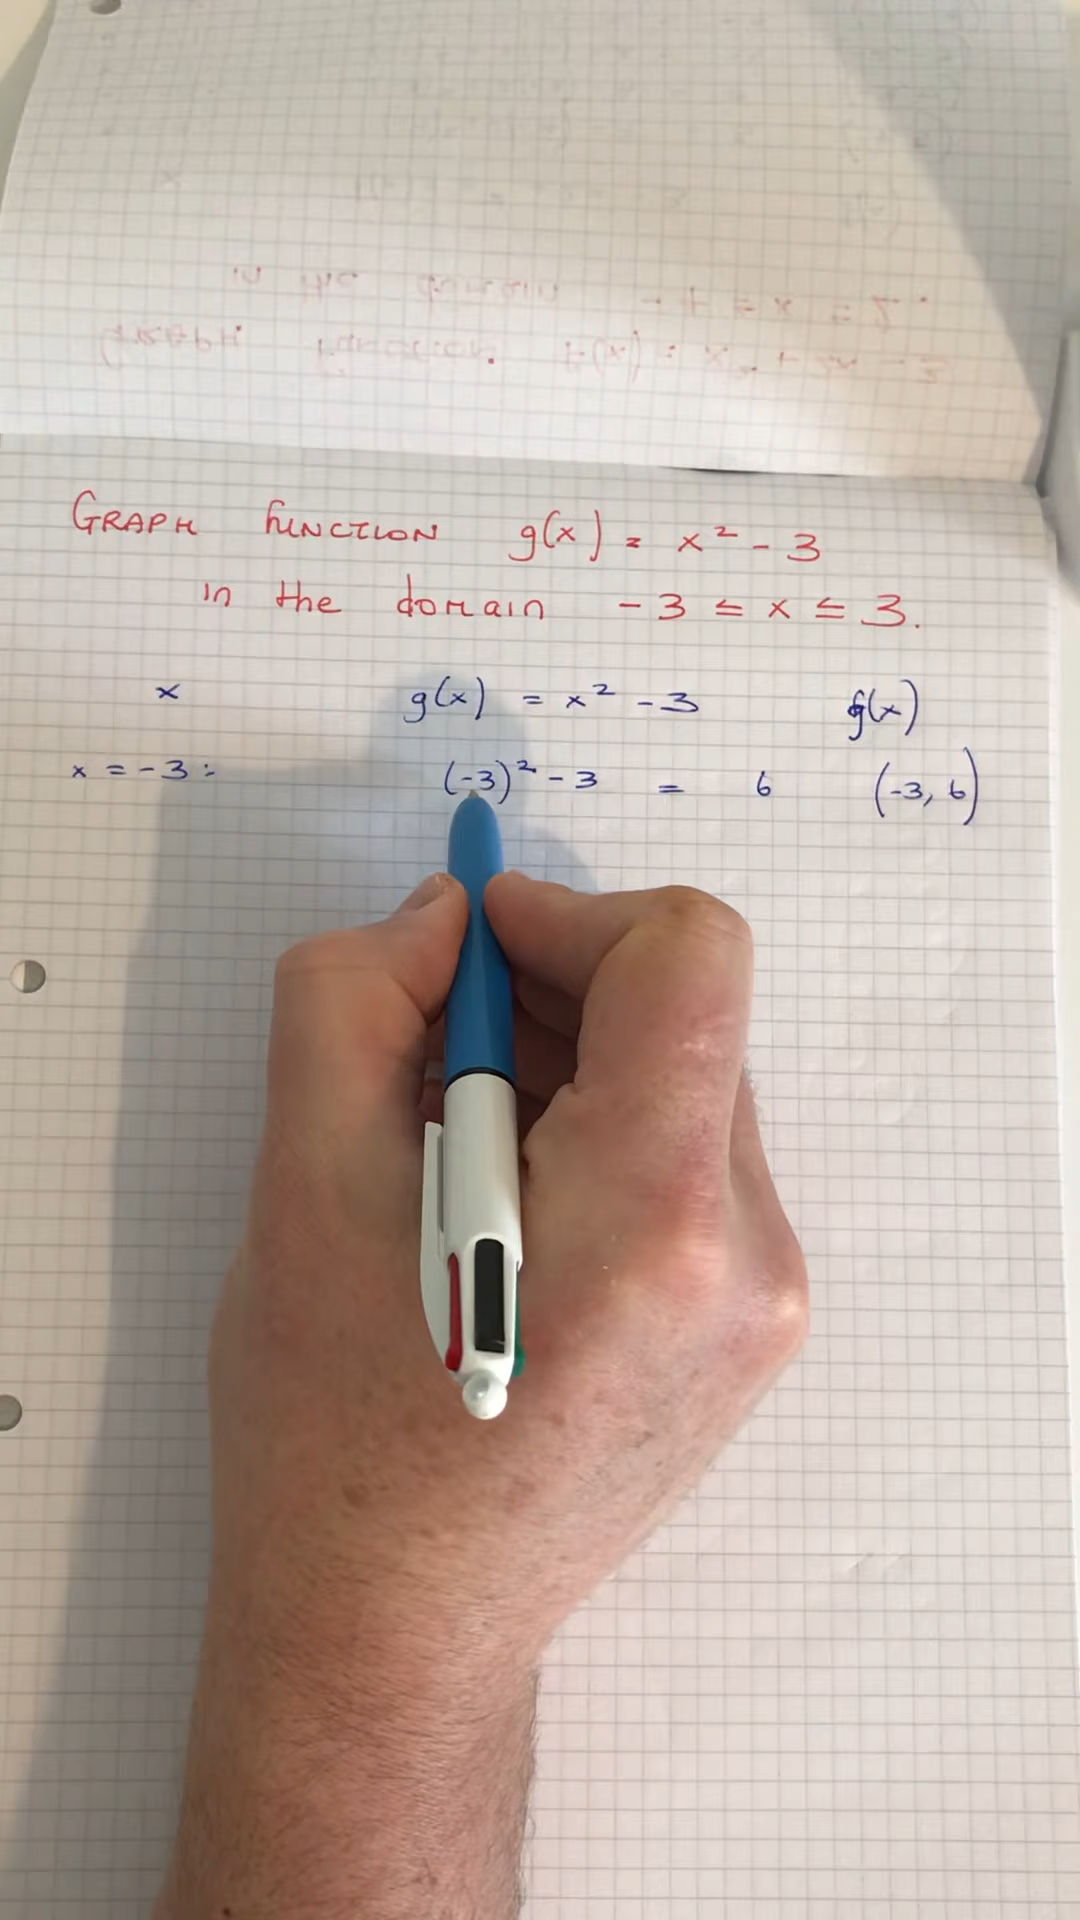 GRAPH FUNCTION g(x) = x² - 3
in the domain -3 ≤ x ≤ 3.
x g(x) = x² - 3 g(x)
x = -3: (-3)² - 3 = 6 (-3, 6)